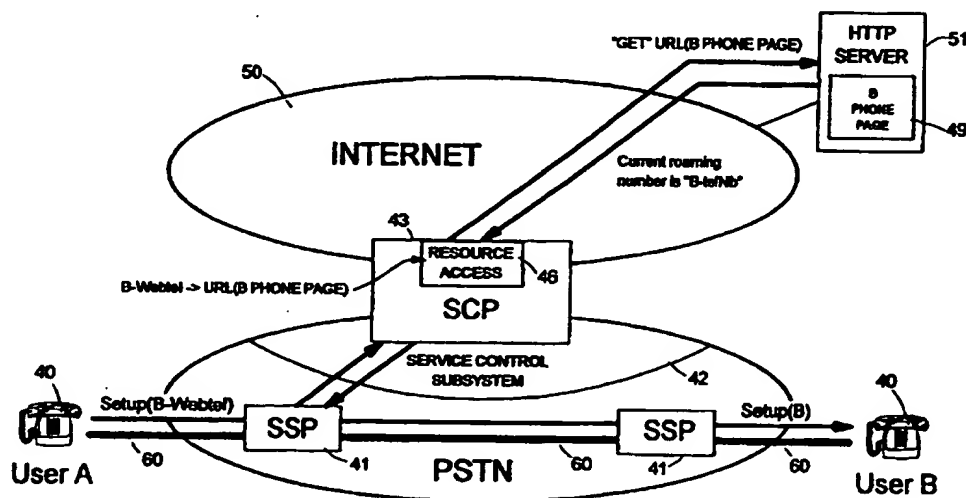 "GET" URL(B PHONE PAGE)
HTTP
SERVER
51
50
B
PHONE
PAGE
49
INTERNET
Current roaming
number is "B-telNb"
43
RESOURCE
ACCESS
46
B-Webtel -> URL(B PHONE PAGE)
SCP
SERVICE CONTROL
SUBSYSTEM
42
40
40
Setup(B-Webtel)
Setup(B)
SSP
SSP
60
41
60
41
60
User A
PSTN
User B